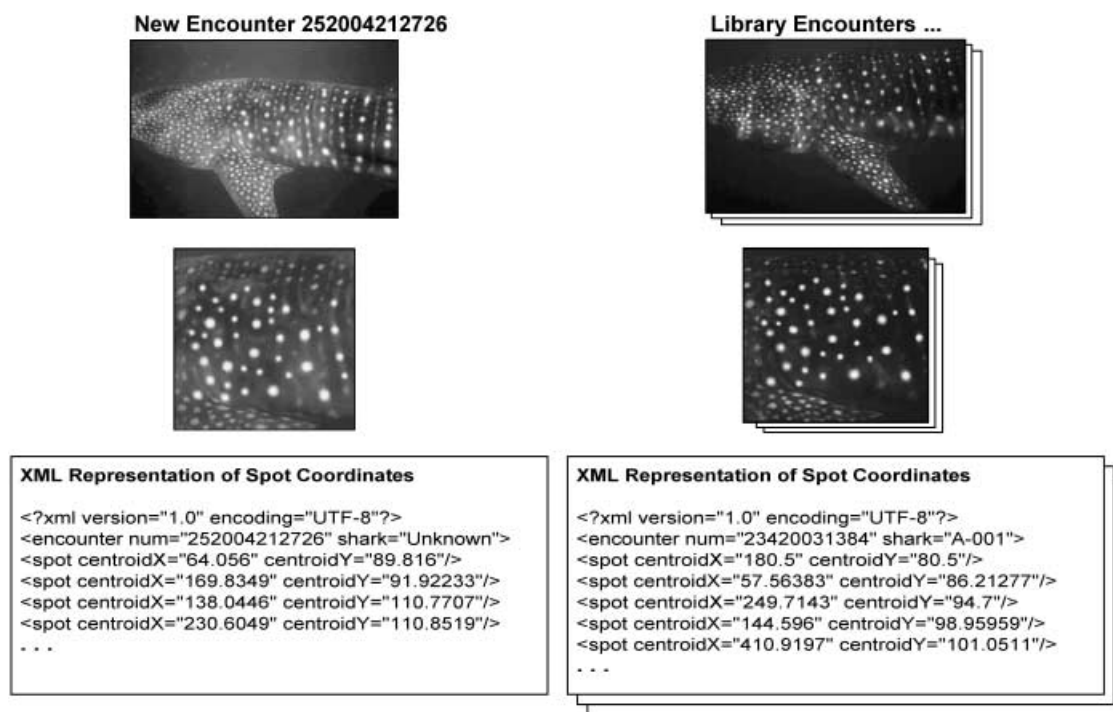 New Encounter 252004212726
Library Encounters ...
XML Representation of Spot Coordinates
<?xml version="1.0" encoding="UTF-8"?>
<encounter num="252004212726" shark="Unknown">
<spot centroidX="64.056" centroidY="89.816"/>
<spot centroidX="169.8349" centroidY="91.92233"/>
<spot centroidX="138.0446" centroidY="110.7707"/>
<spot centroidX="230.6049" centroidY="110.8519"/>
. . .
XML Representation of Spot Coordinates
<?xml version="1.0" encoding="UTF-8"?>
<encounter num="23420031384" shark="A-001">
<spot centroidX="180.5" centroidY="80.5"/>
<spot centroidX="57.56383" centroidY="86.21277"/>
<spot centroidX="249.7143" centroidY="94.7"/>
<spot centroidX="144.596" centroidY="98.95959"/>
<spot centroidX="410.9197" centroidY="101.0511"/>
. . .